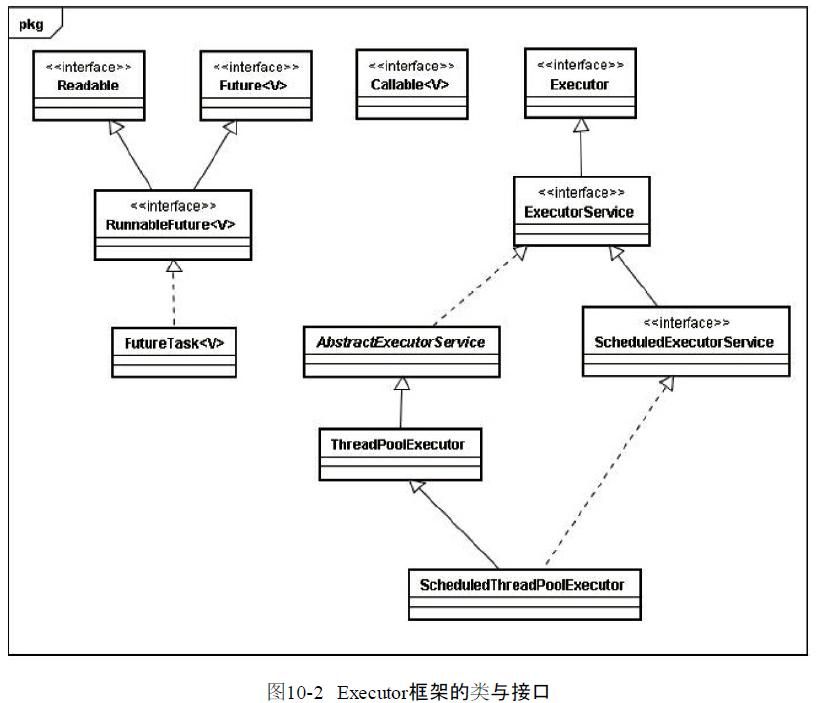 pkg
<<interface>>
Readable
<<interface>>
Future<V>
<<interface>>
Callable<V>
<<interface>>
Executor
<<interface>>
RunnableFuture<V>
<<interface>>
ExecutorService
FutureTask<V>
AbstractExecutorService
<<interface>>
ScheduledExecutorService
ThreadPoolExecutor
ScheduledThreadPoolExecutor
图10-2 Executor框架的类与接口